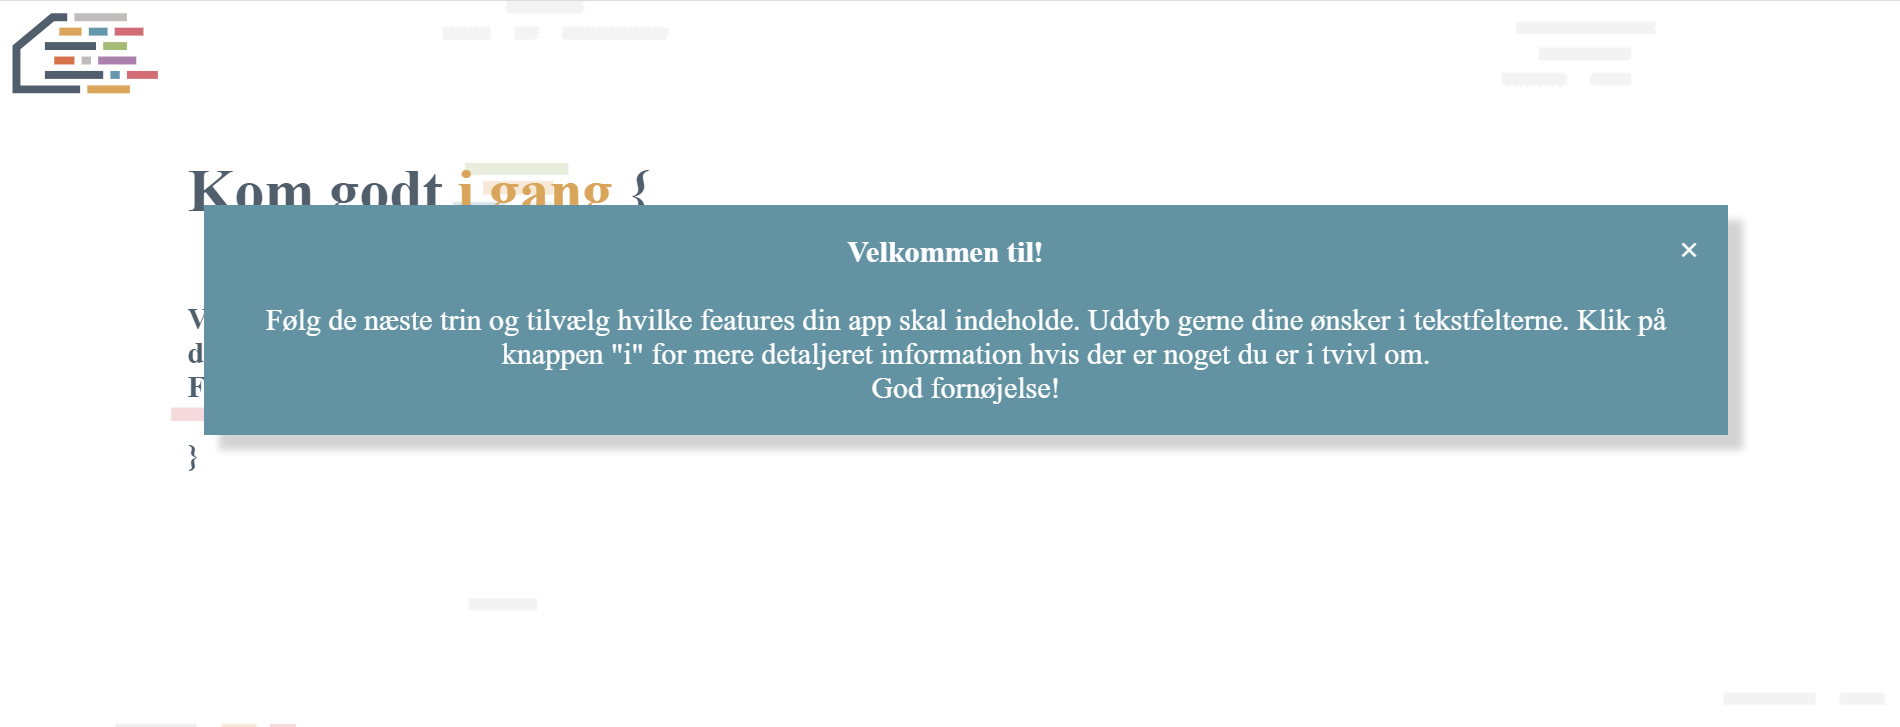 Kom godt i gang {
Velkommen til!
×
Følg de næste trin og tilvælg hvilke features din app skal indeholde. Uddyb gerne dine ønsker i tekstfelterne. Klik på
knappen "i" for mere detaljeret information hvis der er noget du er i tvivl om.
God fornøjelse!
}